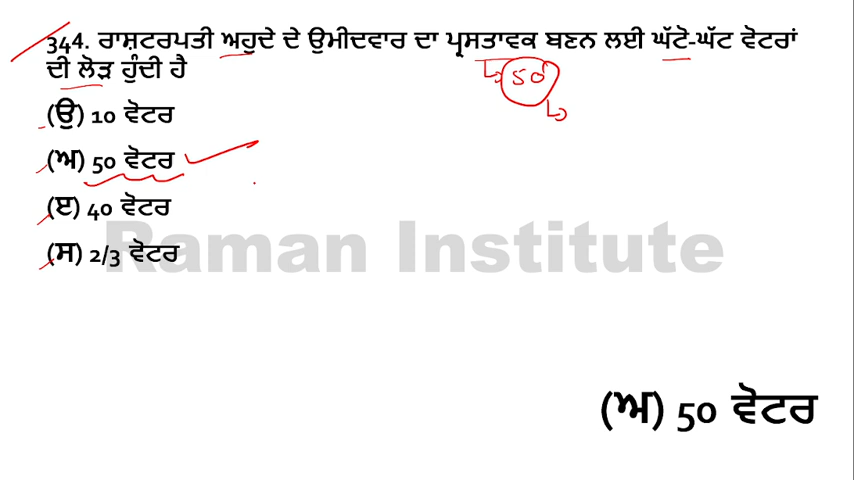 344. ਰਾਸ਼ਟਰਪਤੀ ਅਹੁਦੇ ਦੇ ਉਮੀਦਵਾਰ ਦਾ ਪ੍ਰਸਤਾਵਕ ਬਣਨ ਲਈ ਘੱਟੋ-ਘੱਟ ਵੋਟਰਾਂ
ਦੀ ਲੋੜ ਹੁੰਦੀ ਹੈ
50
(ੳ) 10 ਵੋਟਰ
(ਅ) 50 ਵੋਟਰ
(ੲ) 40 ਵੋਟਰ
(ਸ) 2/3 ਵੋਟਰ
Raman Institute
(ਅ) 50 ਵੋਟਰ